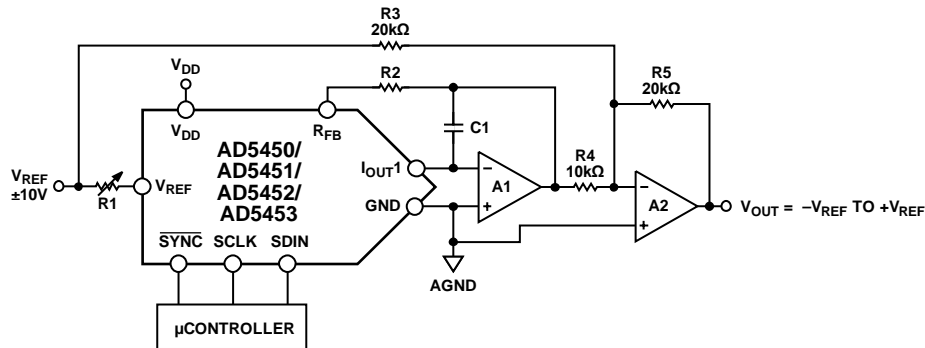 R3
20kΩ
VDD
R2
R5
20kΩ
VDD
RFB
C1
AD5450/
AD5451/
AD5452/
AD5453
R4
10kΩ
VREF
±10V
R1
VREF
IOUT1
GND
–
+
A1
–
+
A2
VOUT = –VREF TO +VREF
SYNC SCLK SDIN
AGND
µCONTROLLER